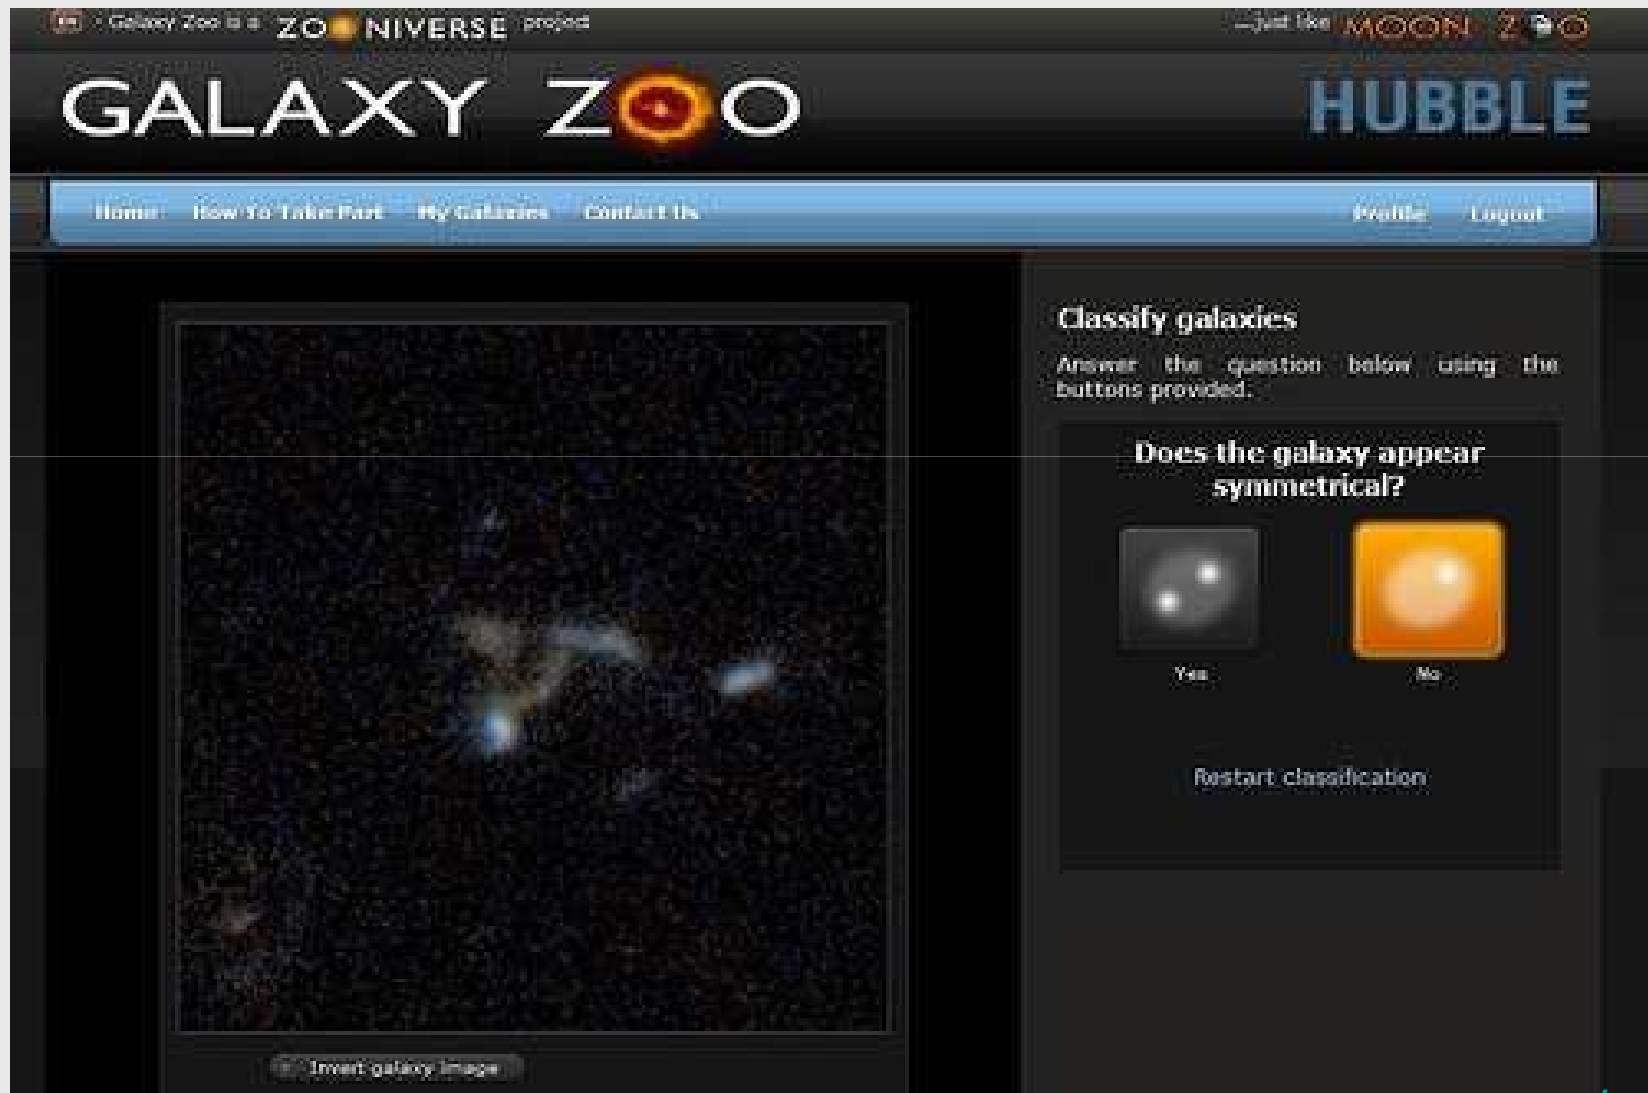 : Galaxy Zoo is a ZOONIVERSE project
—just like MOON ZOO
GALAXY ZOO
HUBBLE
Home How To Take Part My Galaxies Contact Us
Profile Logout
Classify galaxies
Answer the question below using the
buttons provided.
Does the galaxy appear
symmetrical?
Yes No
Restart classification
Invert galaxy image